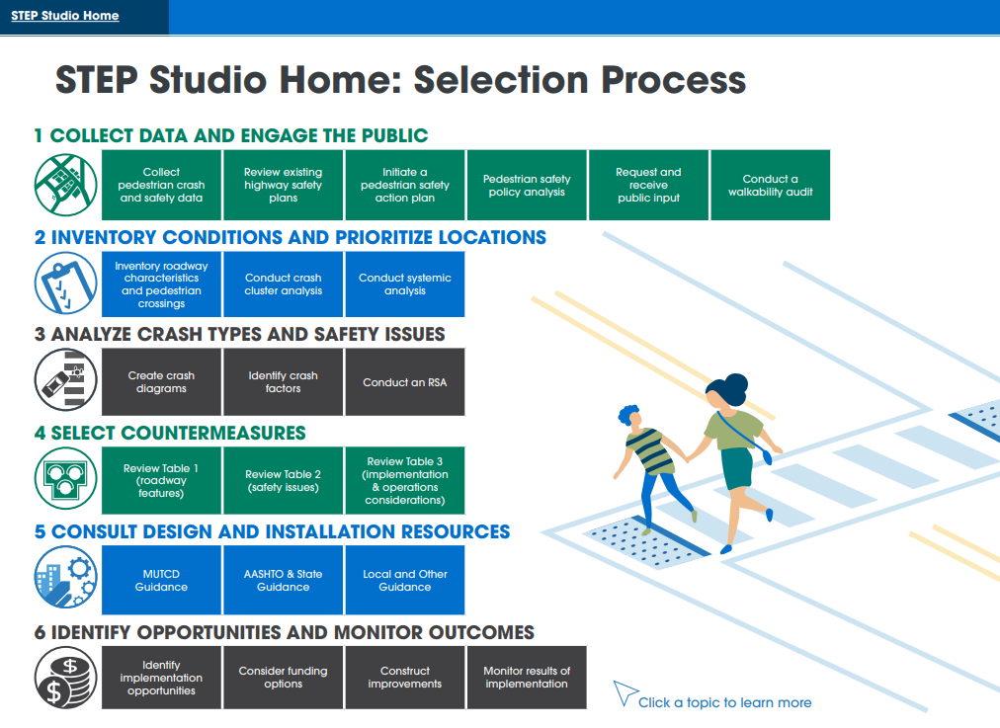 STEP Studio Home
STEP Studio Home: Selection Process
1 COLLECT DATA AND ENGAGE THE PUBLIC
Collect
pedestrian crash
and safety data
Review existing
highway safety
plans
Initiate a
pedestrian safety
action plan
Pedestrian safety
policy analysis
Request and
receive
public input
Conduct a
walkability audit
2 INVENTORY CONDITIONS AND PRIORITIZE LOCATIONS
Inventory roadway
characteristics
and pedestrian
crossings
Conduct crash
cluster analysis
Conduct systemic
analysis
3 ANALYZE CRASH TYPES AND SAFETY ISSUES
Create crash
diagrams
Identify crash
factors
Conduct an RSA
4 SELECT COUNTERMEASURES
Review Table 1
(roadway
features)
Review Table 2
(safety issues)
Review Table 3
(implementation
& operations
considerations)
5 CONSULT DESIGN AND INSTALLATION RESOURCES
MUTCD
Guidance
AASHTO & State
Guidance
Local and Other
Guidance
6 IDENTIFY OPPORTUNITIES AND MONITOR OUTCOMES
$
$
Identify
implementation
opportunities
Consider funding
options
Construct
improvements
Monitor results of
implementation
Click a topic to learn more